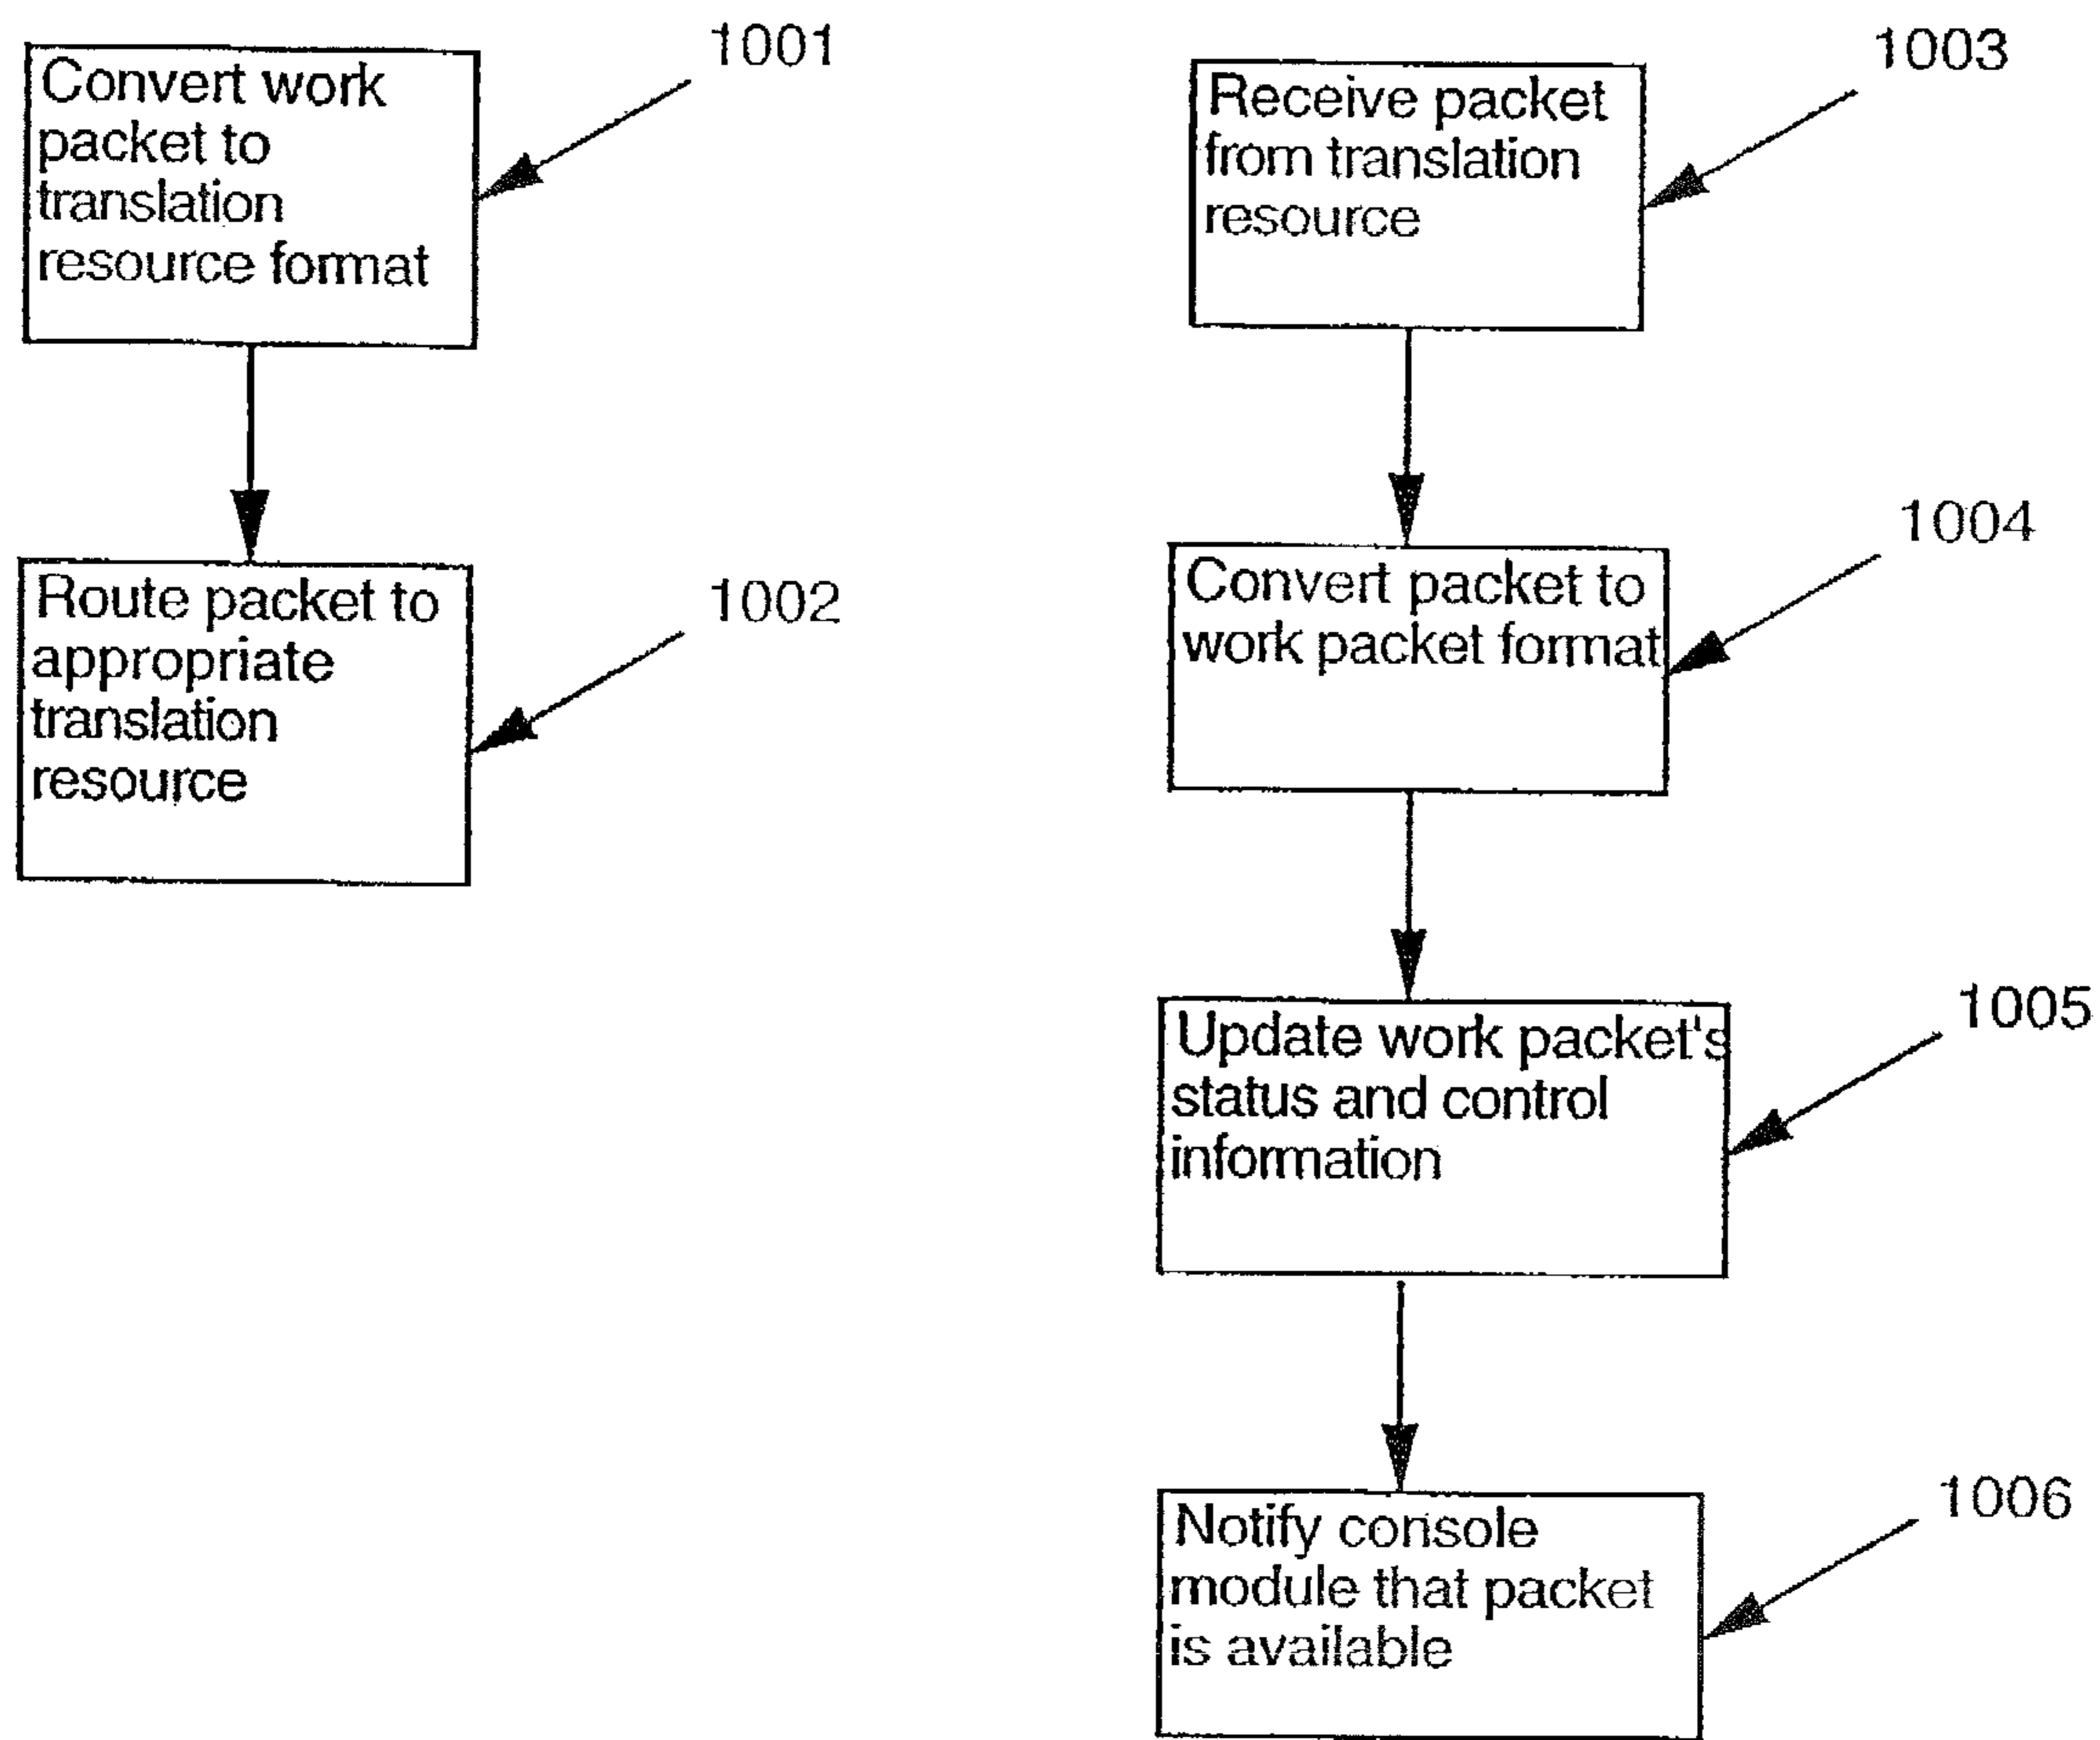 1001
Convert work
packet to
translation
resource format
1002
Route packet to
appropriate
translation
resource
1003
Receive packet
from translation
resource
1004
Convert packet to
work packet format
1005
Update work packet's
status and control
information
1006
Notify console
module that packet
is available